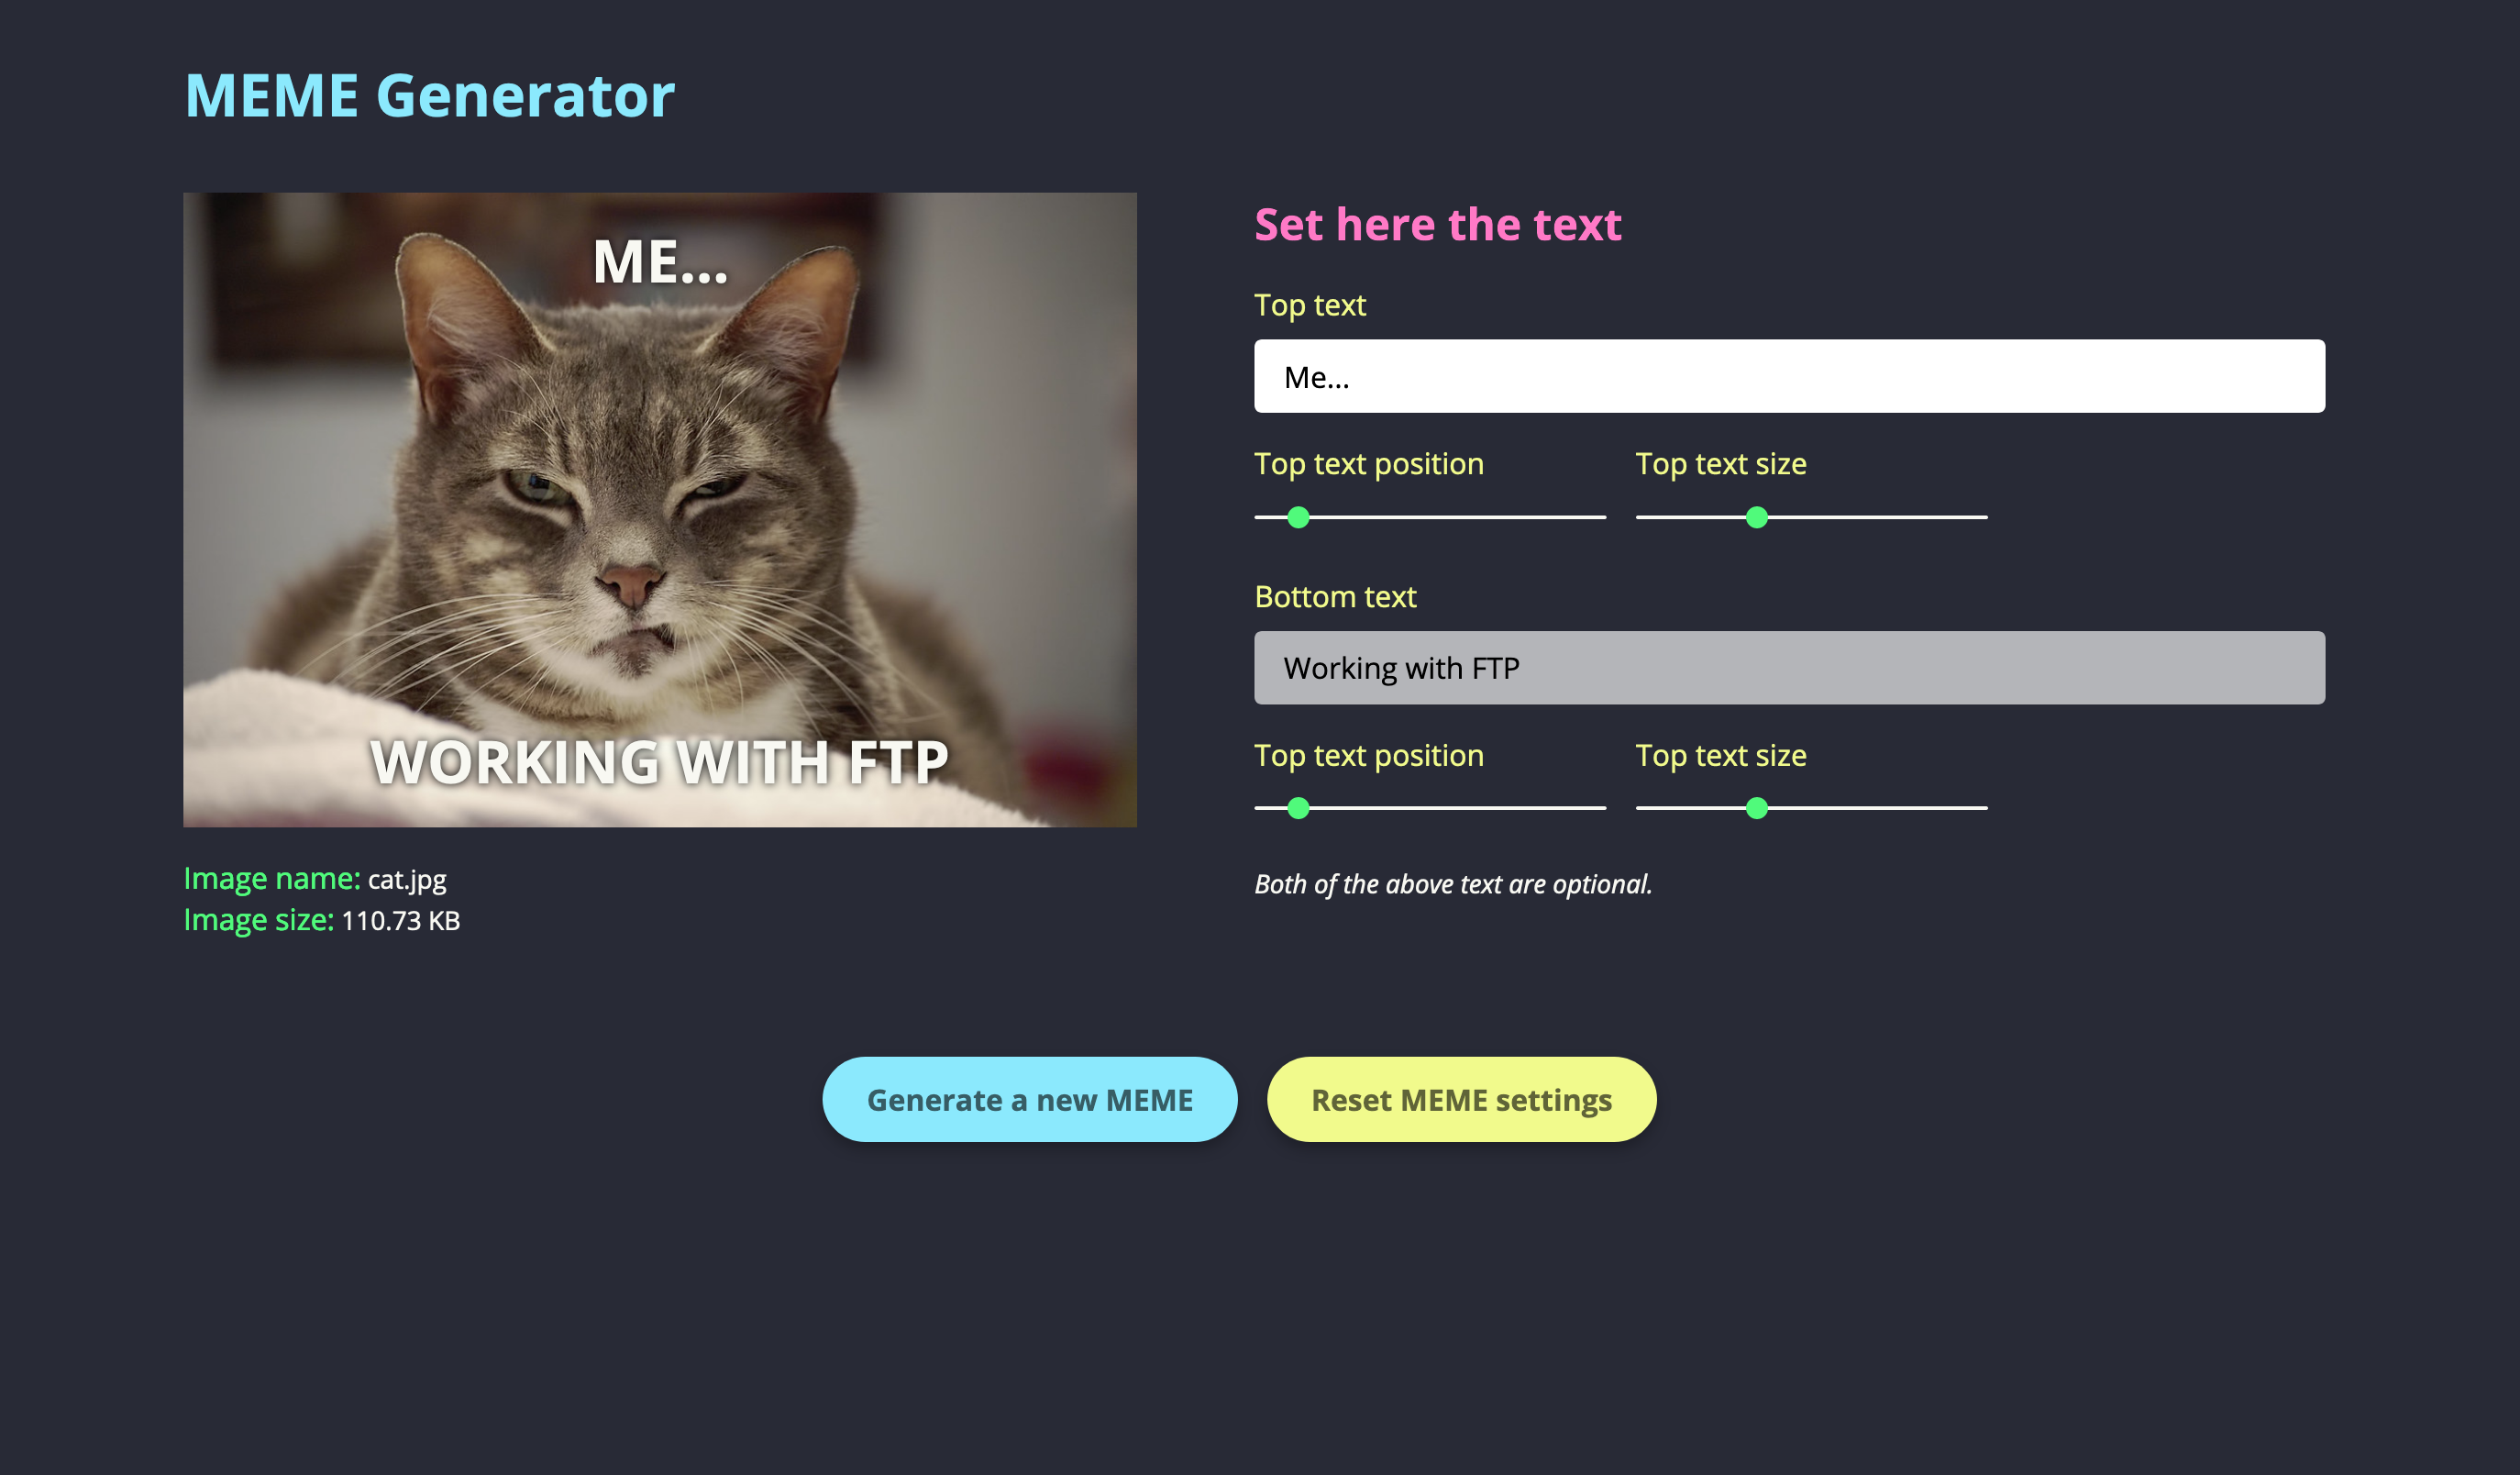 MEME Generator
ME...
WORKING WITH FTP
Image name: cat.jpg
Image size: 110.73 KB
Set here the text
Top text
Me...
Top text position
Top text size
Bottom text
Working with FTP
Top text position
Top text size
Both of the above text are optional.
Generate a new MEME
Reset MEME settings